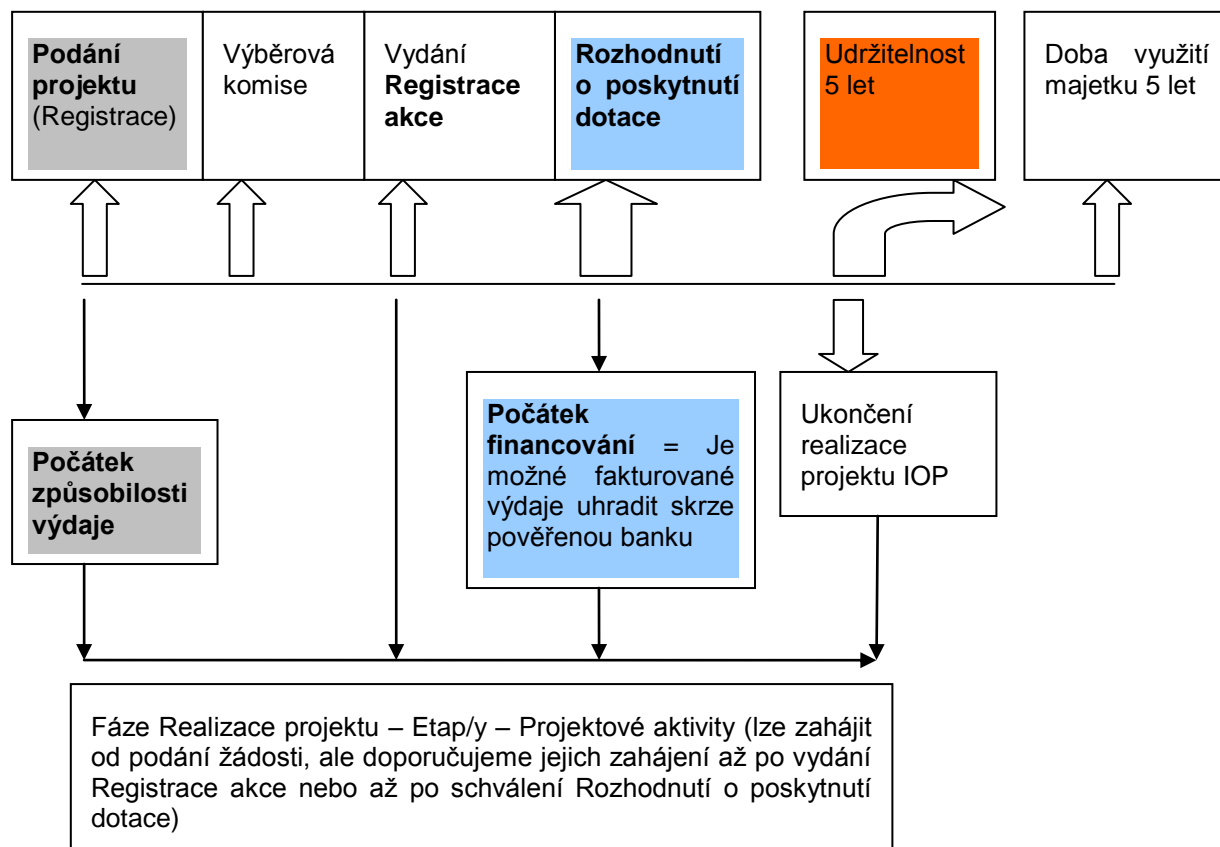 Podání
projektu
(Registrace)
Výběrová
komise
Vydání
Registrace
akce
Rozhodnutí
o poskytnutí
dotace
Udržitelnost
5 let
Doba využití
majetku 5 let
Počátek
způsobilosti
výdaje
Počátek
financování = Je
možné fakturované
výdaje uhradit skrze
pověřenou banku
Ukončení
realizace
projektu IOP
Fáze Realizace projektu – Etap/y – Projektové aktivity (lze zahájit
od podání žádosti, ale doporučujeme jejich zahájení až po vydání
Registrace akce nebo až po schválení Rozhodnutí o poskytnutí
dotace)